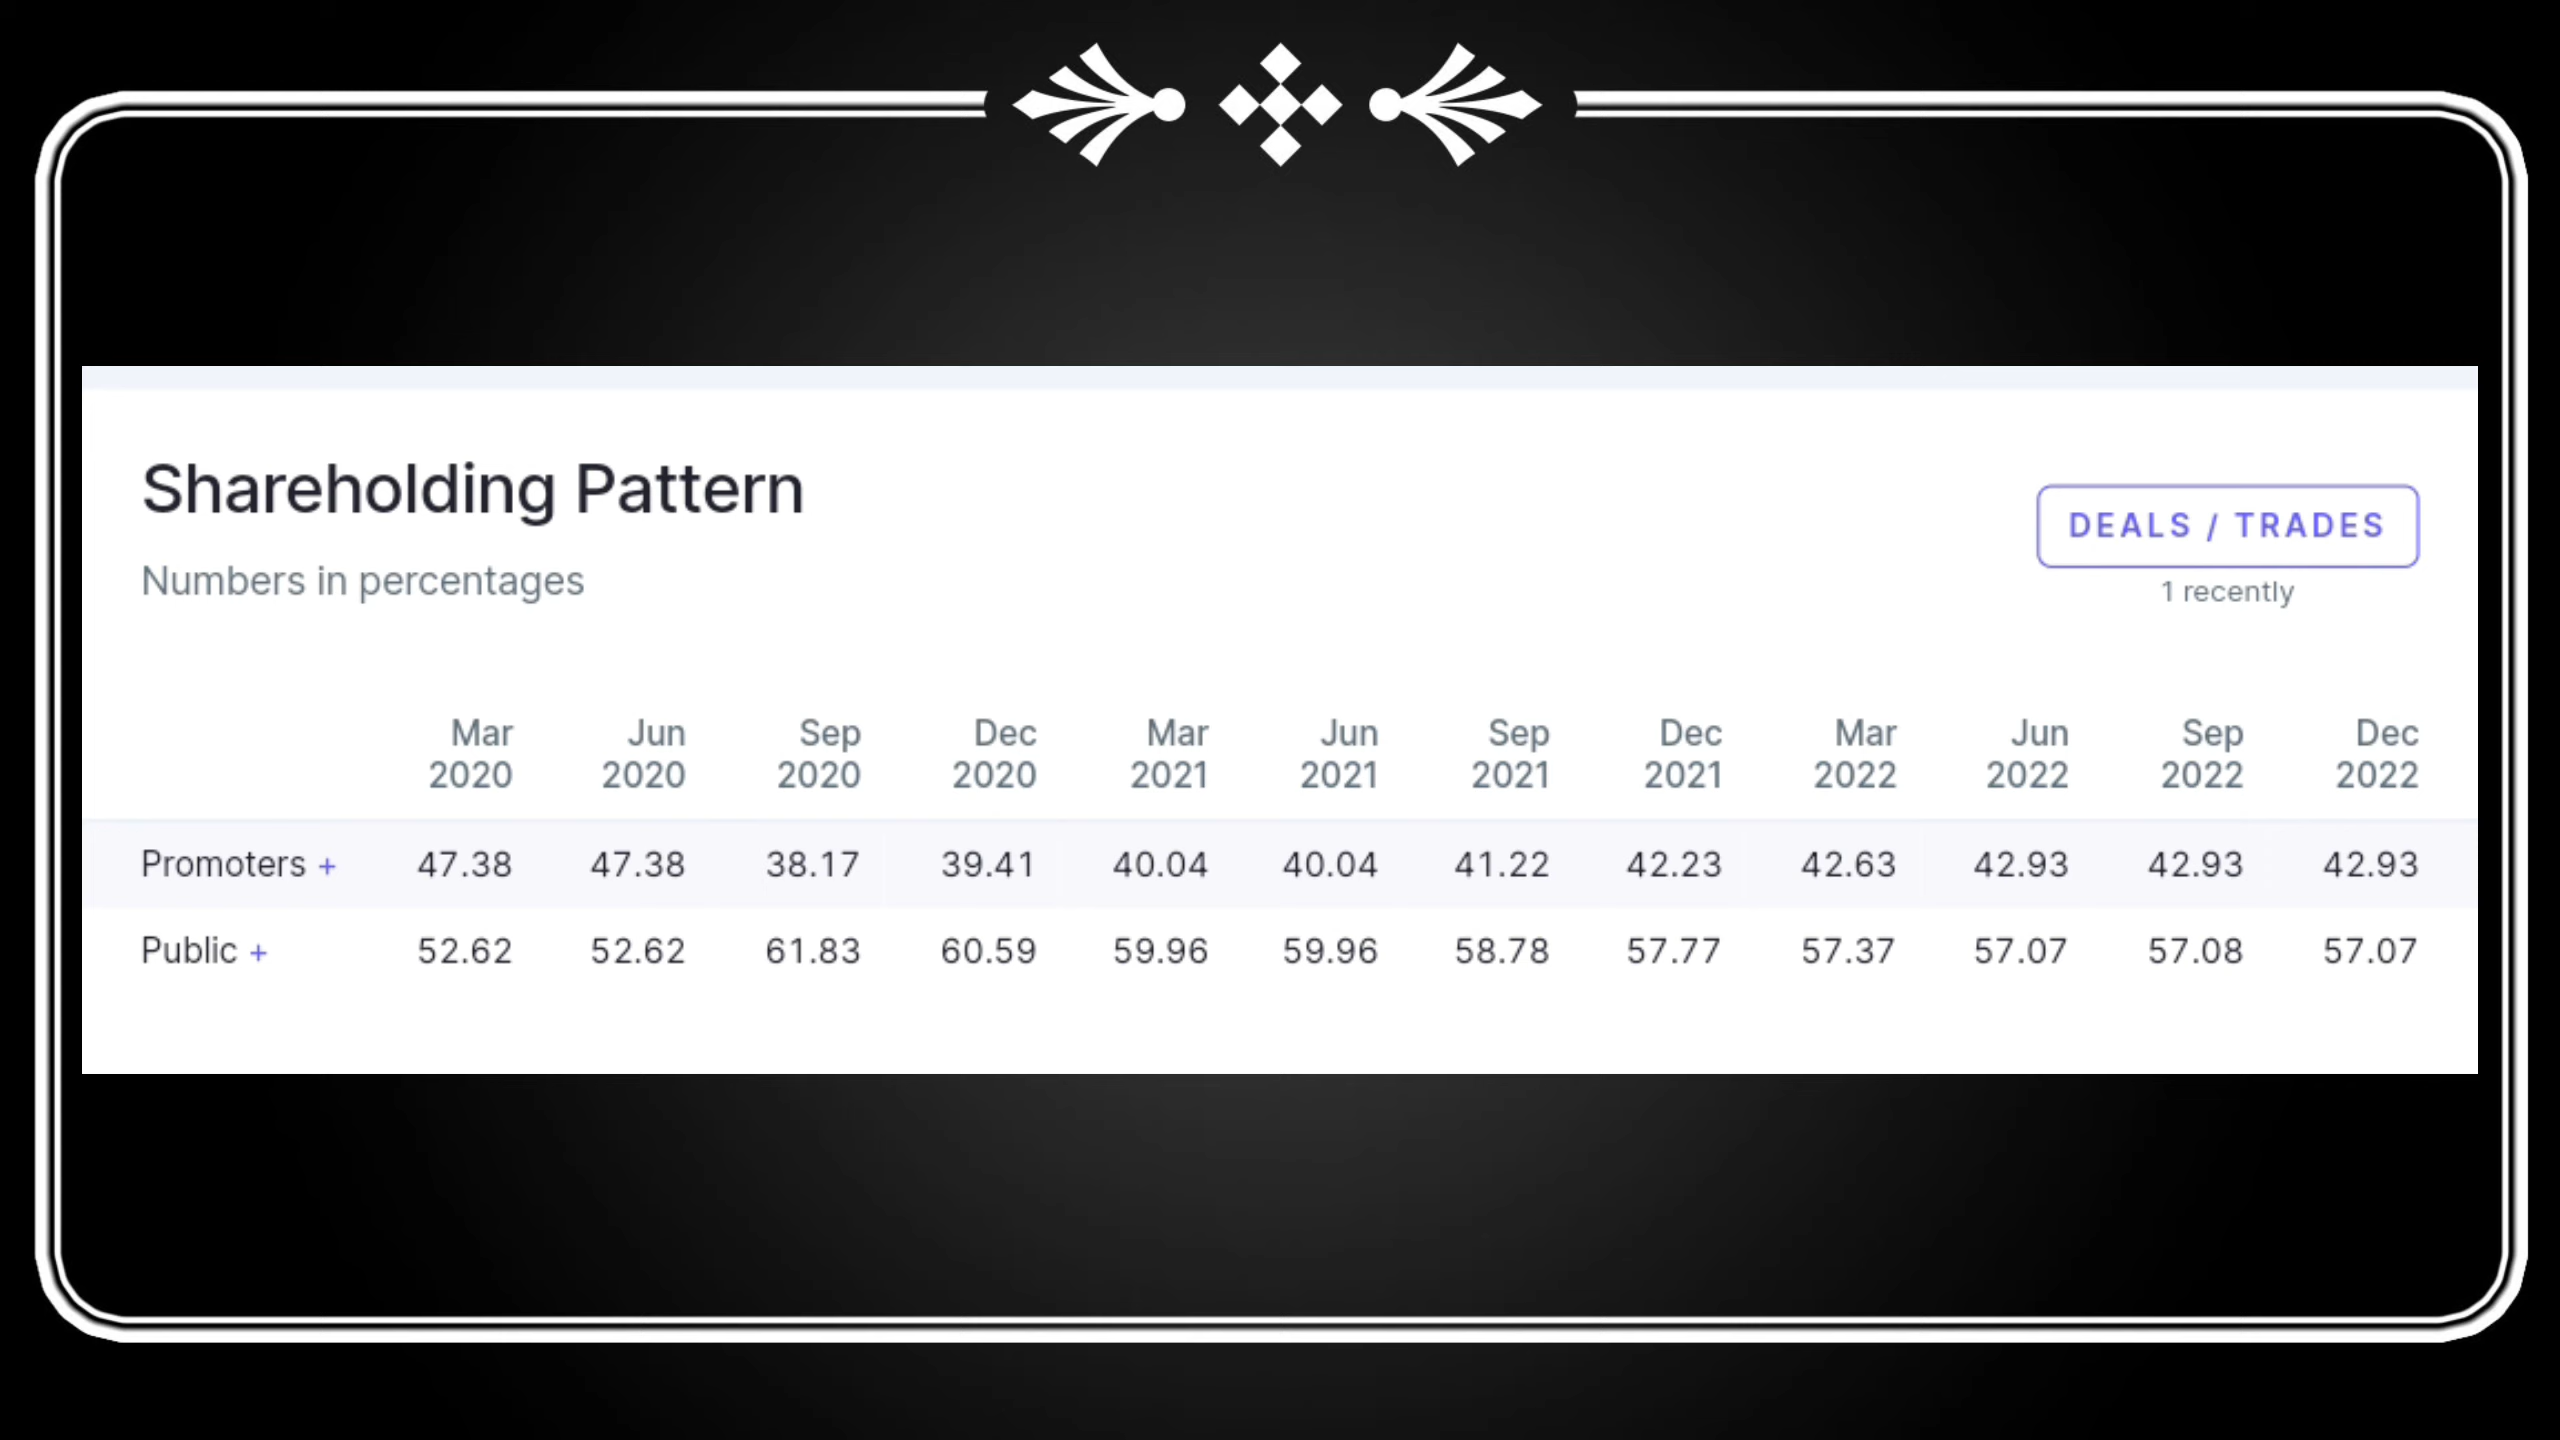 Shareholding Pattern
DEALS / TRADES
Numbers in percentages
1 recently
Mar 2020 Jun 2020 Sep 2020 Dec 2020 Mar 2021 Jun 2021 Sep 2021 Dec 2021 Mar 2022 Jun 2022 Sep 2022 Dec 2022
Promoters + 47.38 47.38 38.17 39.41 40.04 40.04 41.22 42.23 42.63 42.93 42.93 42.93
Public + 52.62 52.62 61.83 60.59 59.96 59.96 58.78 57.77 57.37 57.07 57.08 57.07